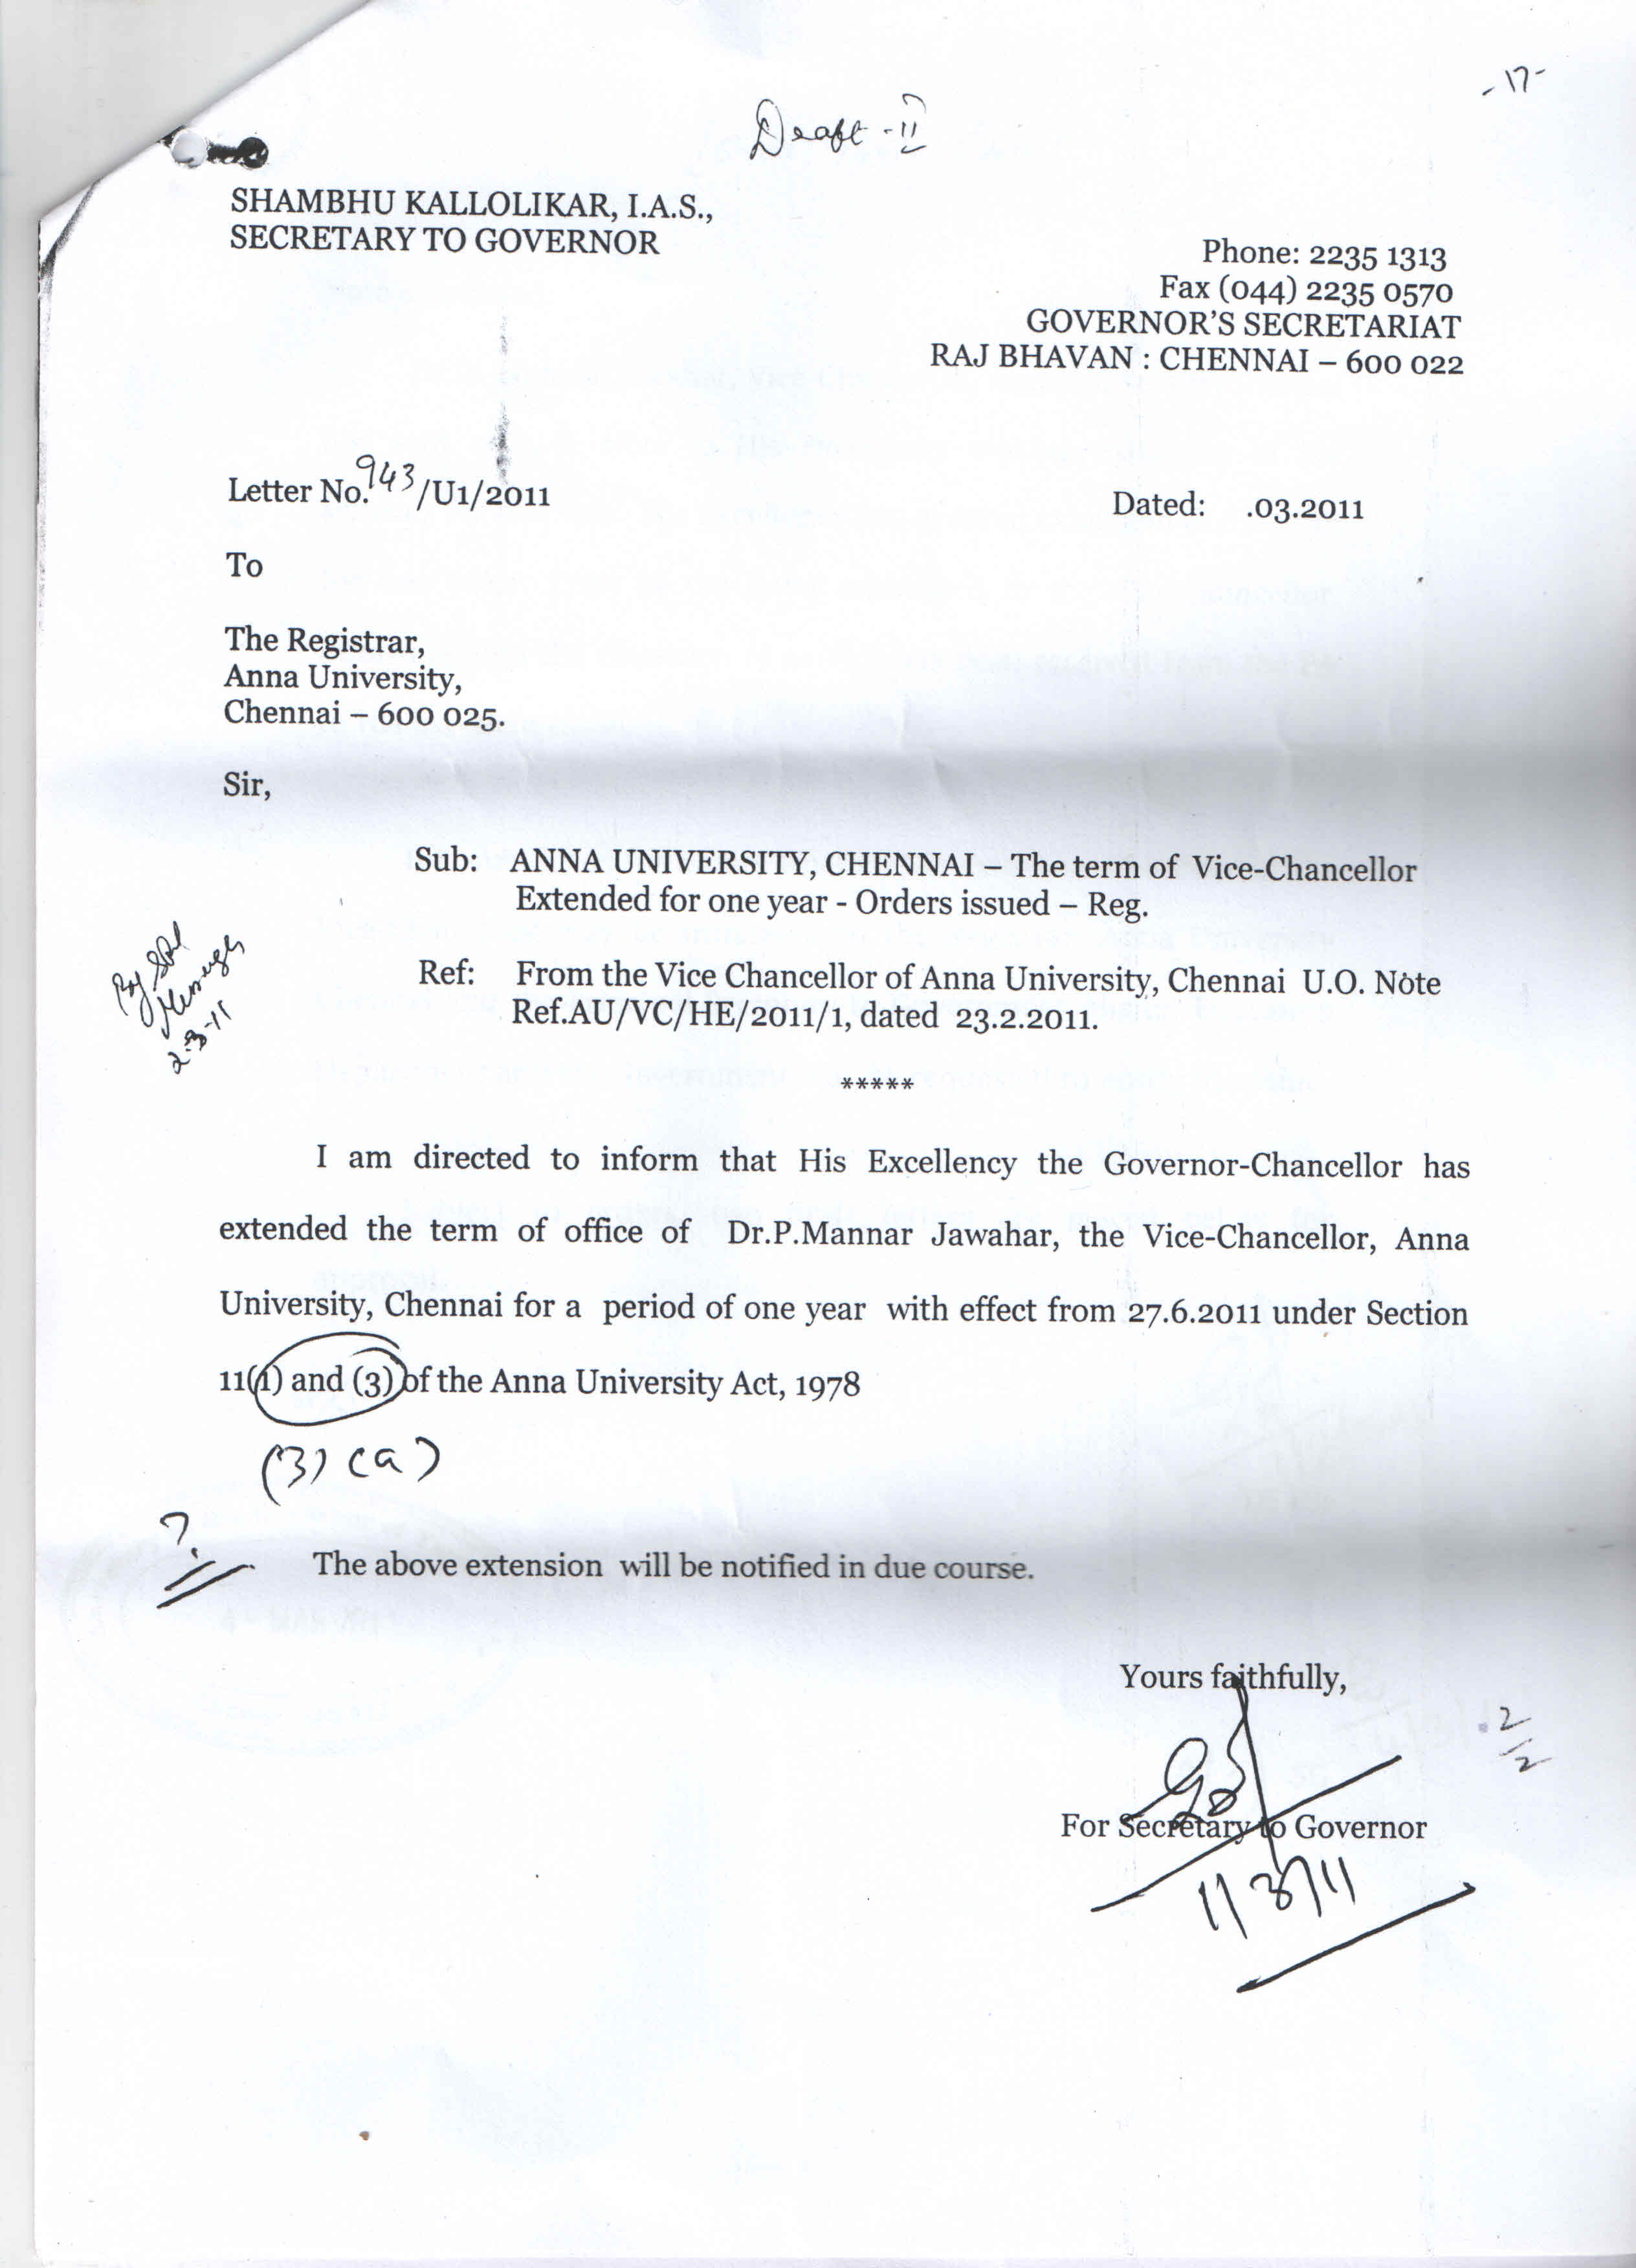 -17-
Draft - II
SHAMBHU KALLOLIKAR, I.A.S.,
SECRETARY TO GOVERNOR
Phone: 2235 1313
Fax (044) 2235 0570
GOVERNOR'S SECRETARIAT
RAJ BHAVAN : CHENNAI – 600 022
Letter No.943/U1/2011
Dated: .03.2011
To
The Registrar,
Anna University,
Chennai – 600 025.
Sir,
Sub: ANNA UNIVERSITY, CHENNAI – The term of Vice-Chancellor
Extended for one year - Orders issued – Reg.
By Spl
Messenger
2-3-11
Ref: From the Vice Chancellor of Anna University, Chennai U.O. Note
Ref.AU/VC/HE/2011/1, dated 23.2.2011.
*****
I am directed to inform that His Excellency the Governor-Chancellor has
extended the term of office of Dr.P.Mannar Jawahar, the Vice-Chancellor, Anna
University, Chennai for a period of one year with effect from 27.6.2011 under Section
11(1) and (3) of the Anna University Act, 1978
(3) (a)
?
The above extension will be notified in due course.
Yours faithfully,
For Secretary to Governor
1/3/11
2/2